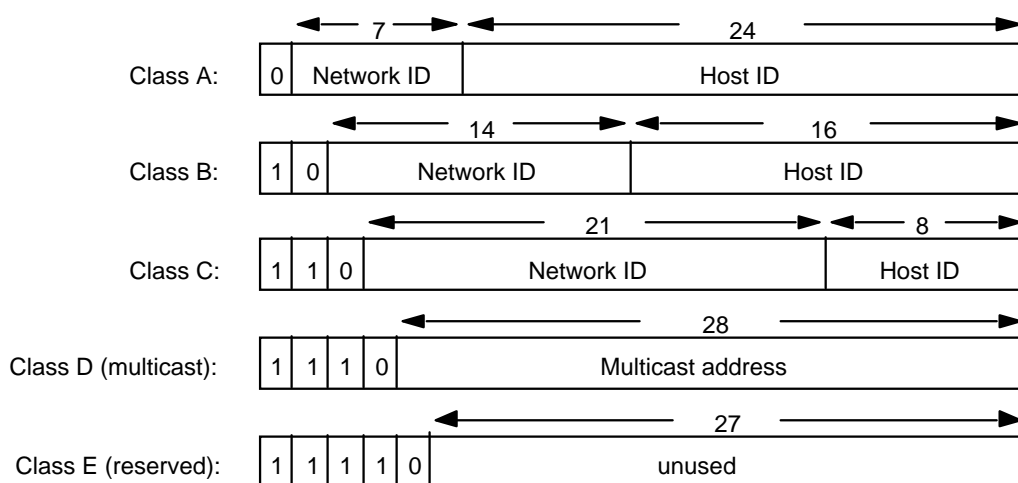 7 24
Class A: 0 Network ID Host ID
14 16
Class B: 1 0 Network ID Host ID
21 8
Class C: 1 1 0 Network ID Host ID
28
Class D (multicast): 1 1 1 0 Multicast address
27
Class E (reserved): 1 1 1 1 0 unused